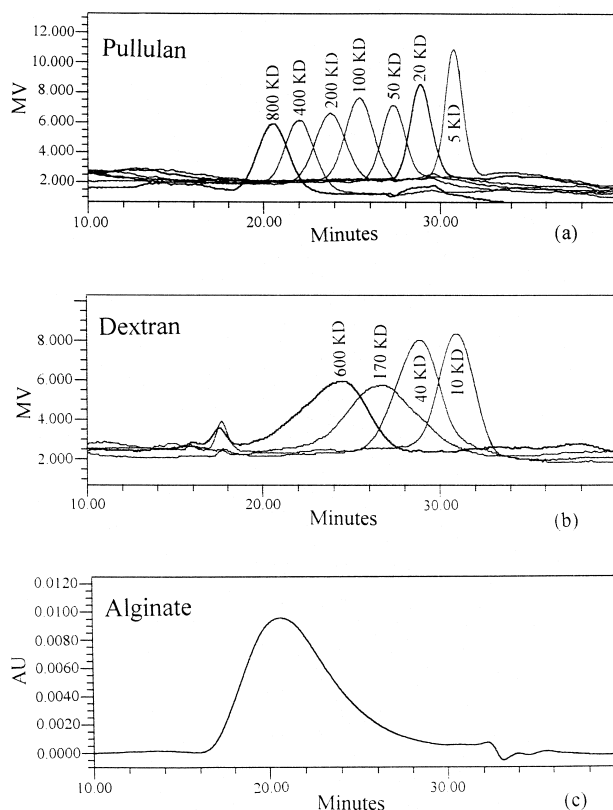 12.000
Pullulan
10.000
MV
8.000
6.000
4.000
2.000
800 KD
400 KD
200 KD
100 KD
50 KD
20 KD
5 KD
10.00 20.00 30.00
Minutes
(a)
Dextran
8 000
MV
6.000
4.000
2.000
600 KD
170 KD
40 KD
10 KD
10.00 20 00 30.00
Minutes
(b)
0.0120
Alginate
0.0100
0.0080
AU
0.0060
0.0040
0.0020
0.0000
10.00 20 00 30 00
Minutes
(c)